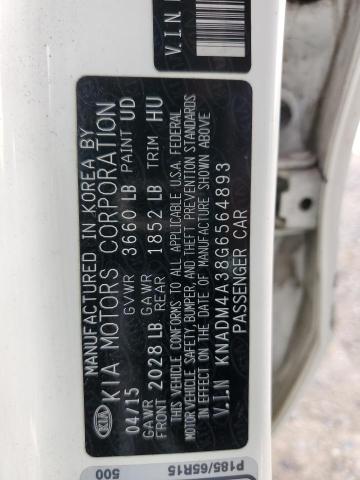 MANUFACTURED IN KOREA BY
KIA KIA MOTORS CORPORATION
04/15 GVWR 3660 LB PAINT UD
GAWR FRONT 2028 LB GAWR REAR 1852 LB TRIM HU
THIS VEHICLE CONFORMS TO ALL APPLICABLE U.S.A. FEDERAL
MOTOR VEHICLE SAFETY, BUMPER, AND THEFT PREVENTION STANDARDS
IN EFFECT ON THE DATE OF MANUFACTURE SHOWN ABOVE
V.I.N KNADM4A38G6564893
PASSENGER CAR
V.I.N
P185/65R15
500